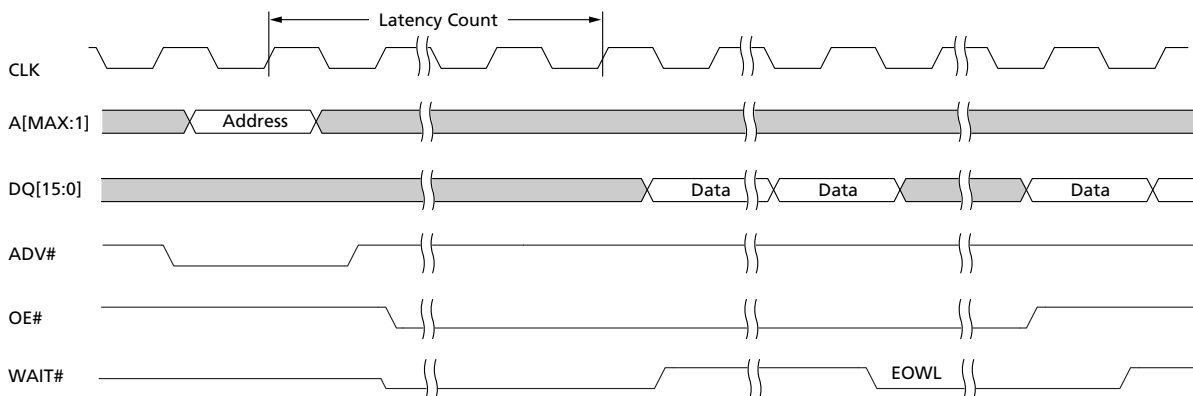 Latency Count
CLK
A[MAX:1]
Address
DQ[15:0]
Data
Data
Data
ADV#
OE#
WAIT#
EOWL